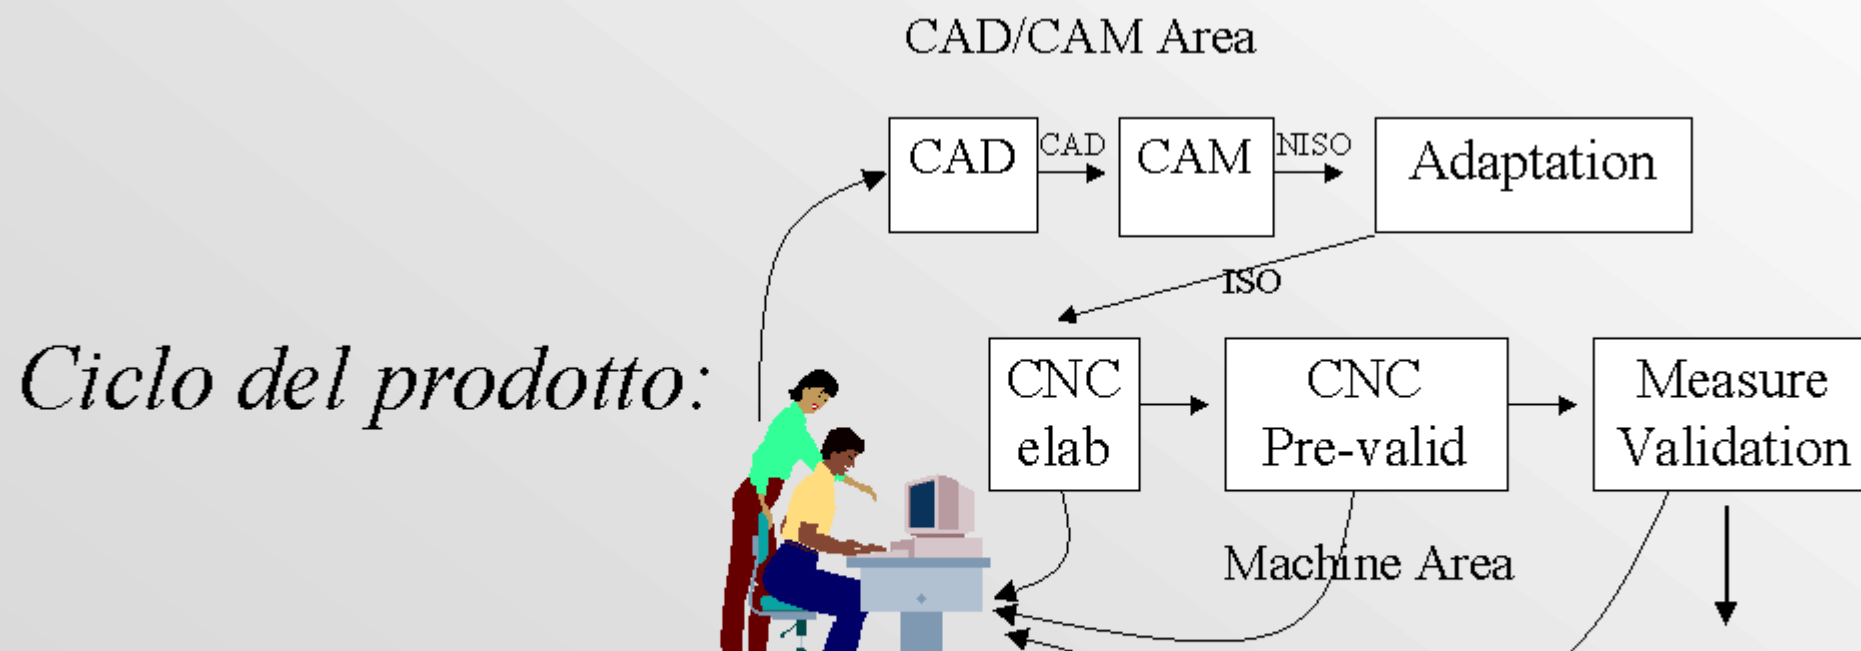 CAD/CAM Area
CAD
CAD
CAM
NISO
Adaptation
ISO
Ciclo del prodotto:
CNC
elab
CNC
Pre-valid
Measure
Validation
Machine Area